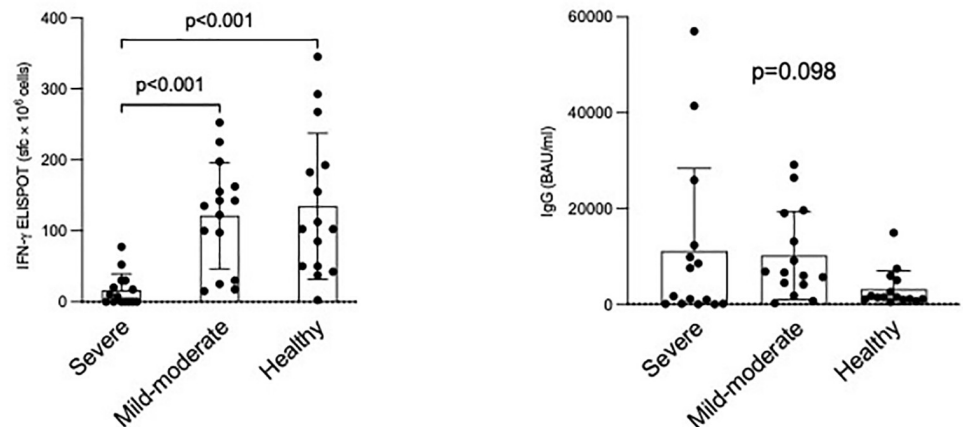 400
300
200
100
0
IFN-γ ELISPOT (sfc × 10⁶ cells)
p<0.001
p<0.001
Severe
Mild-moderate
Healthy
60000
40000
20000
0
IgG (BAU/ml)
p=0.098
Severe
Mild-moderate
Healthy